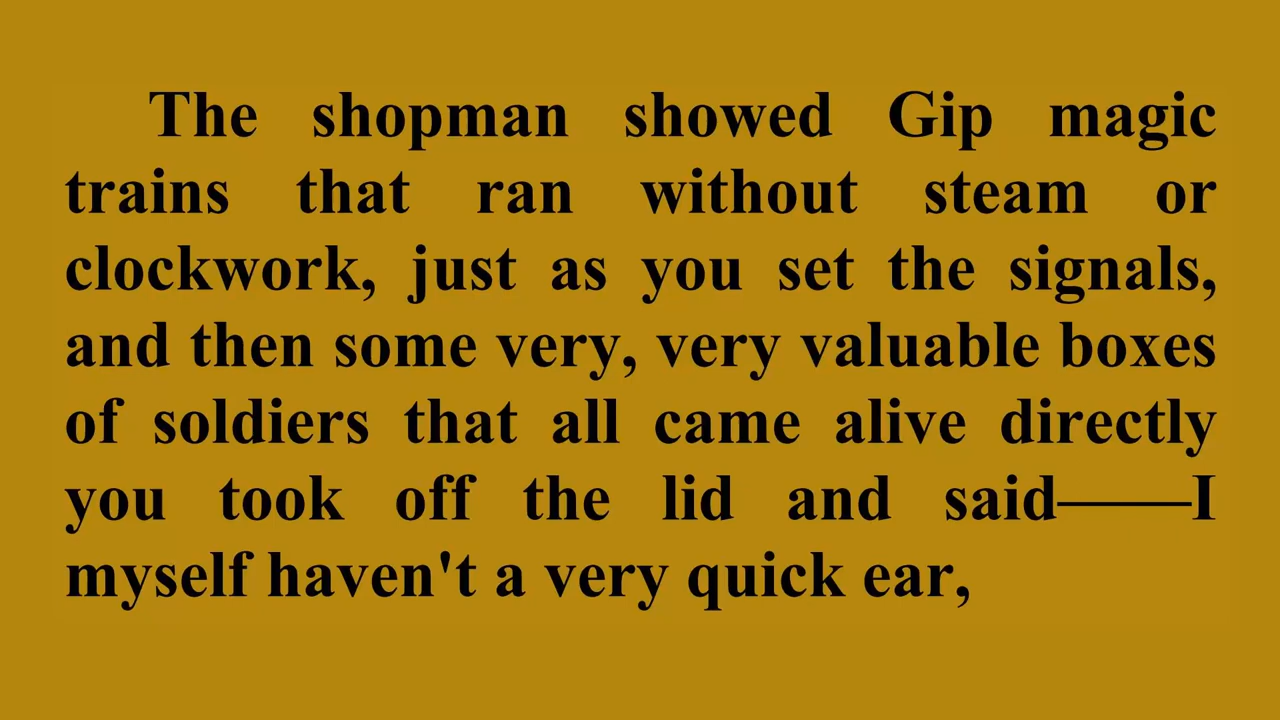 The shopman showed Gip magic
trains that ran without steam or
clockwork, just as you set the signals,
and then some very, very valuable boxes
of soldiers that all came alive directly
you took off the lid and said——I
myself haven't a very quick ear,